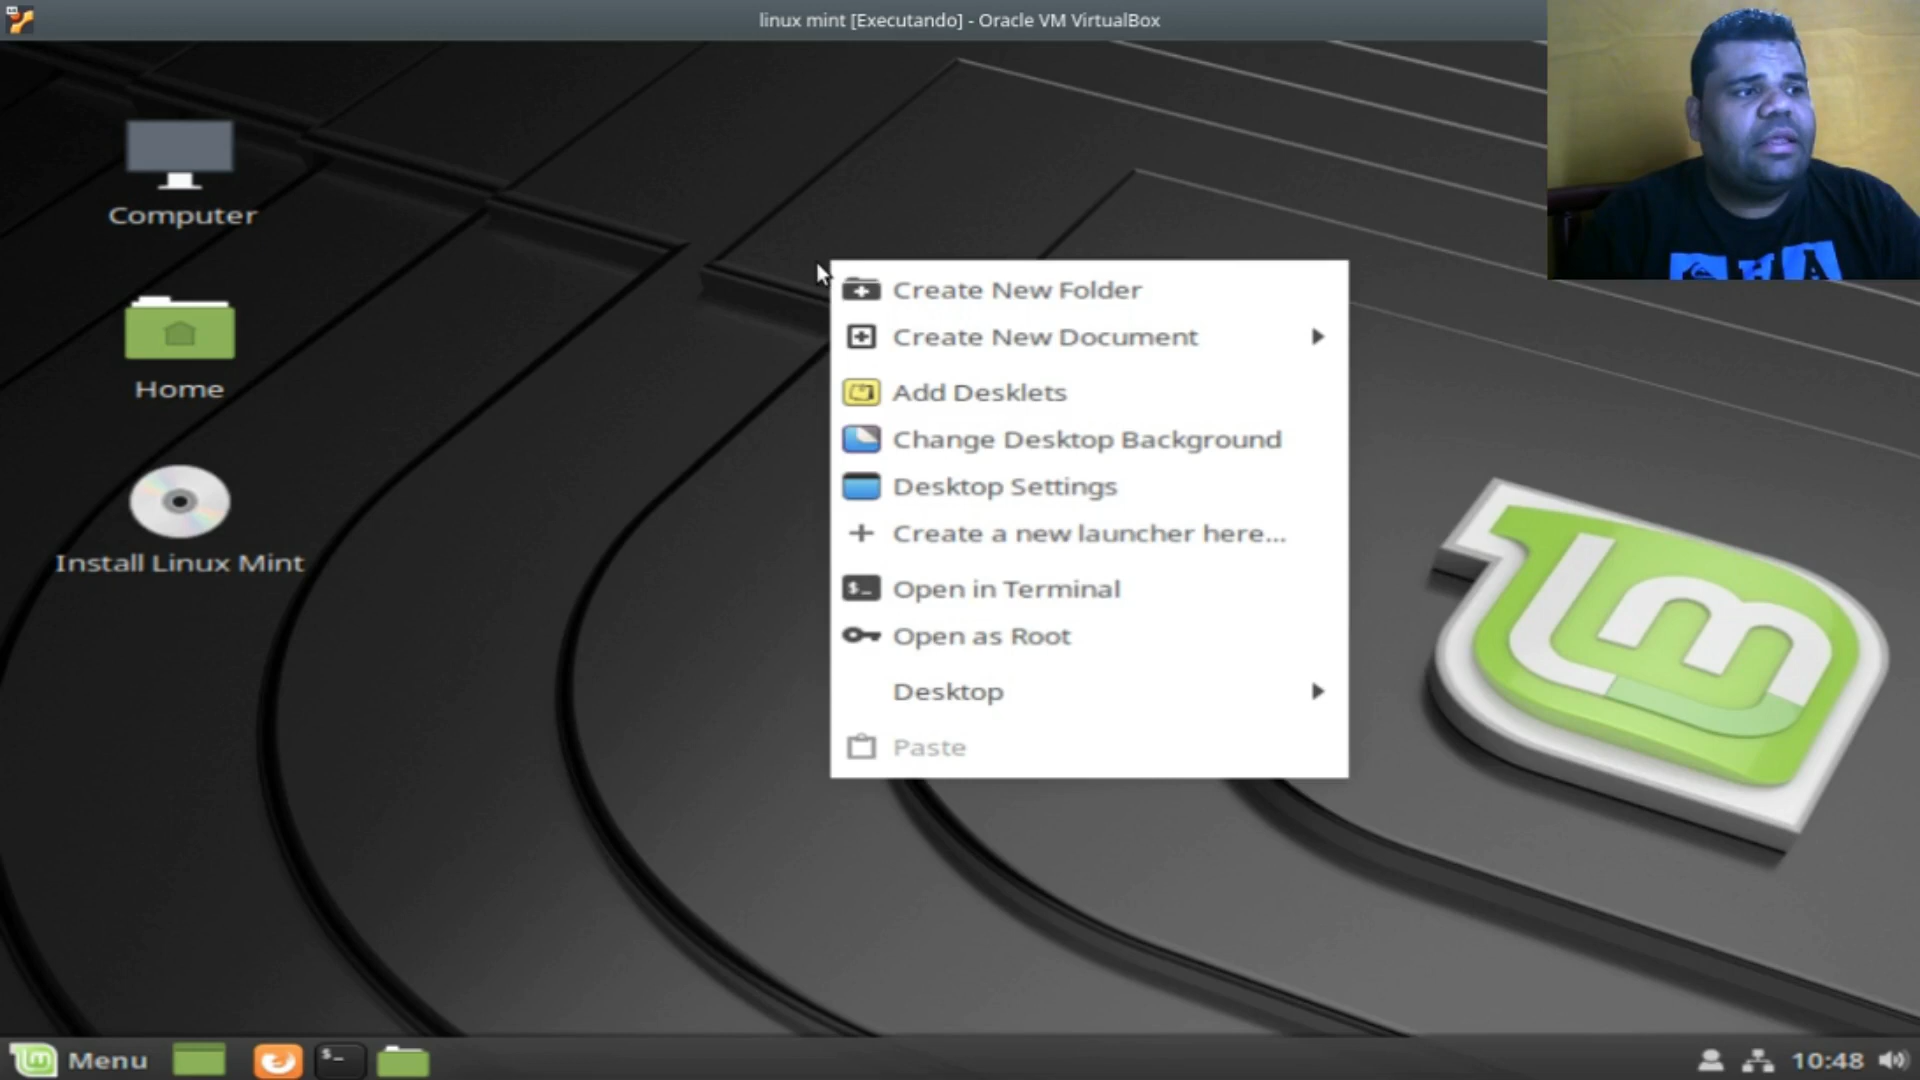 linux mint [Executando] - Oracle VM VirtualBox
Computer
Home
Install Linux Mint
Create New Folder
Create New Document
Add Desklets
Change Desktop Background
Desktop Settings
Create a new launcher here...
Open in Terminal
Open as Root
Desktop
Paste
Menu
10:48